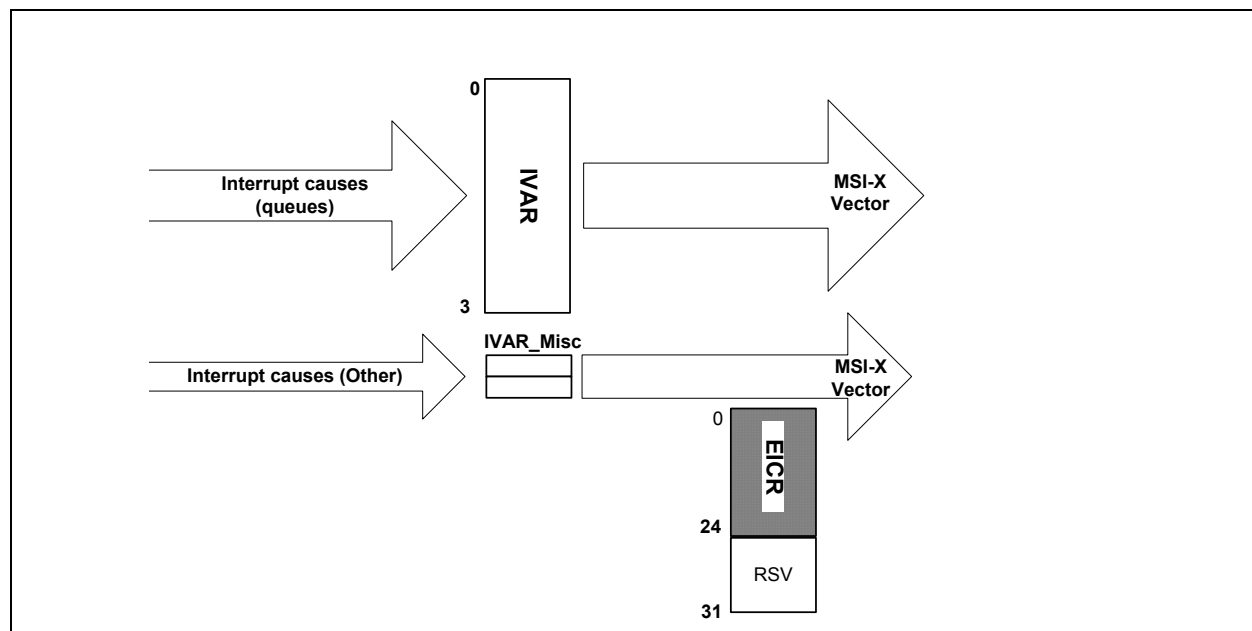 0
Interrupt causes
(queues)
IVAR
MSI-X
Vector
3
IVAR_Misc
Interrupt causes (Other)
MSI-X
Vector
0
EICR
24
RSV
31